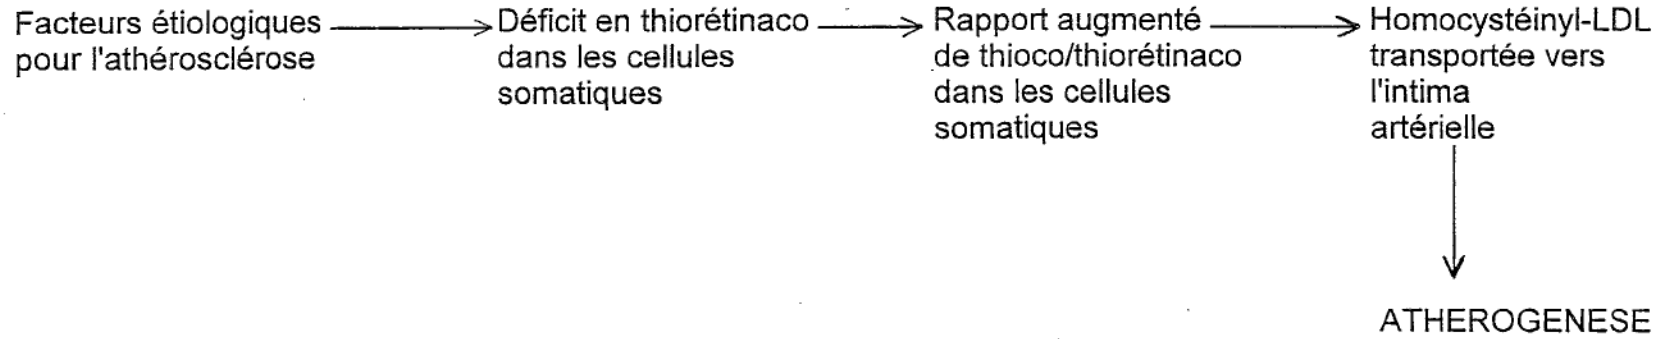 Facteurs étiologiques
pour l'athérosclérose
Déficit en thiorétinaco
dans les cellules
somatiques
Rapport augmenté
de thioco/thiorétinaco
dans les cellules
somatiques
Homocystéinyl-LDL
transportée vers
l'intima
artérielle
ATHEROGENESE